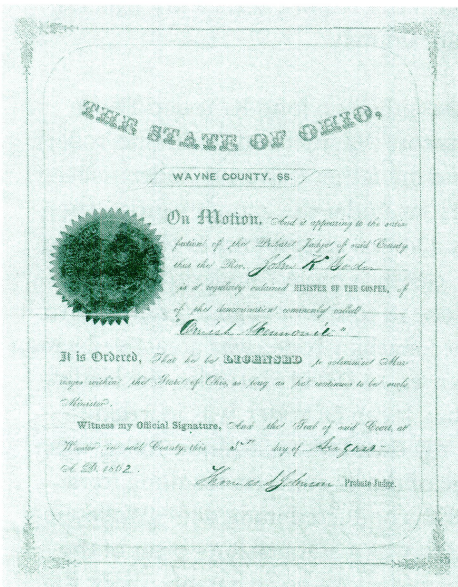 THE STATE OF OHIO,
WAYNE COUNTY, SS.
On Motion, And it appearing to the satis-
faction of the Probate Judge of said County
that the Rev. John K Yoder
is a regularly ordained MINISTER OF THE GOSPEL, of
of the denomination commonly called
"Omish Mennonite"
It is Ordered, That he be LICENSED to solemnize Mar-
riages within the State of Ohio, so long as he continues to be such
Minister.
Witness my Official Signature, And the Seal of said Court, at
Wooster in said County, this 5th day of August
A. D. 1862.
Thomas S Johnson Probate Judge.